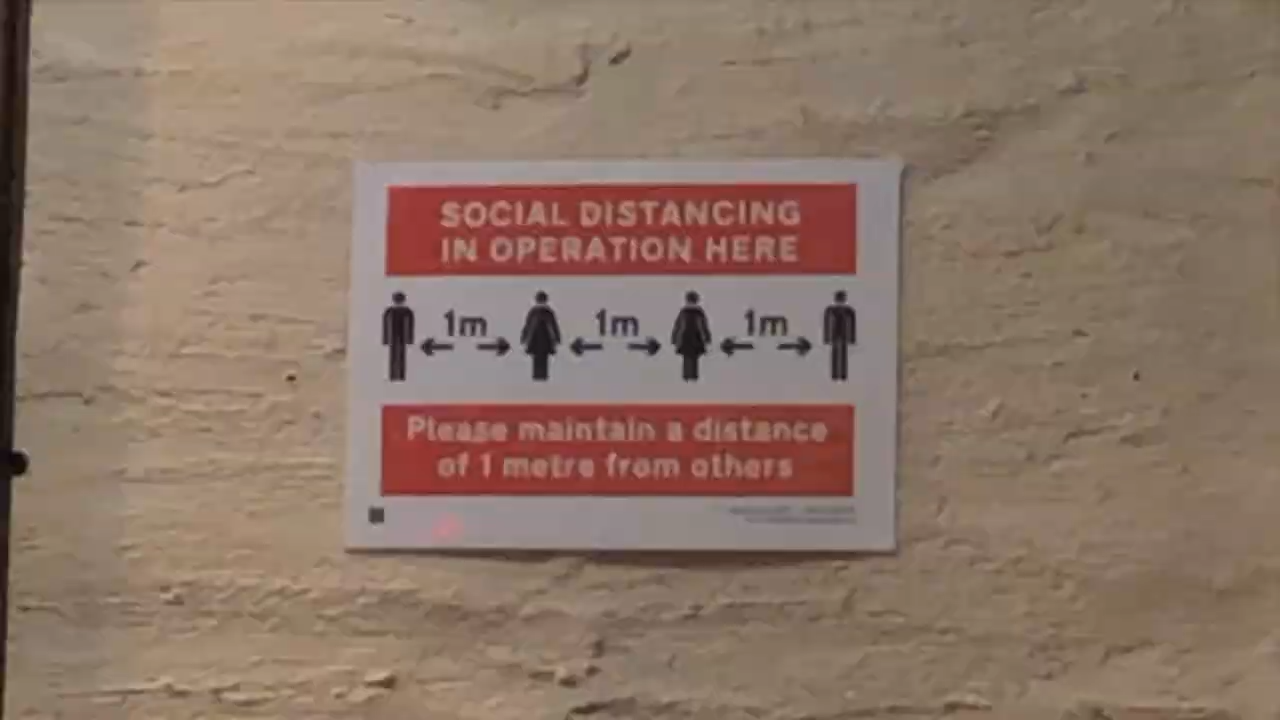 SOCIAL DISTANCING
IN OPERATION HERE
1m 1m 1m
Please maintain a distance
of 1 metre from others